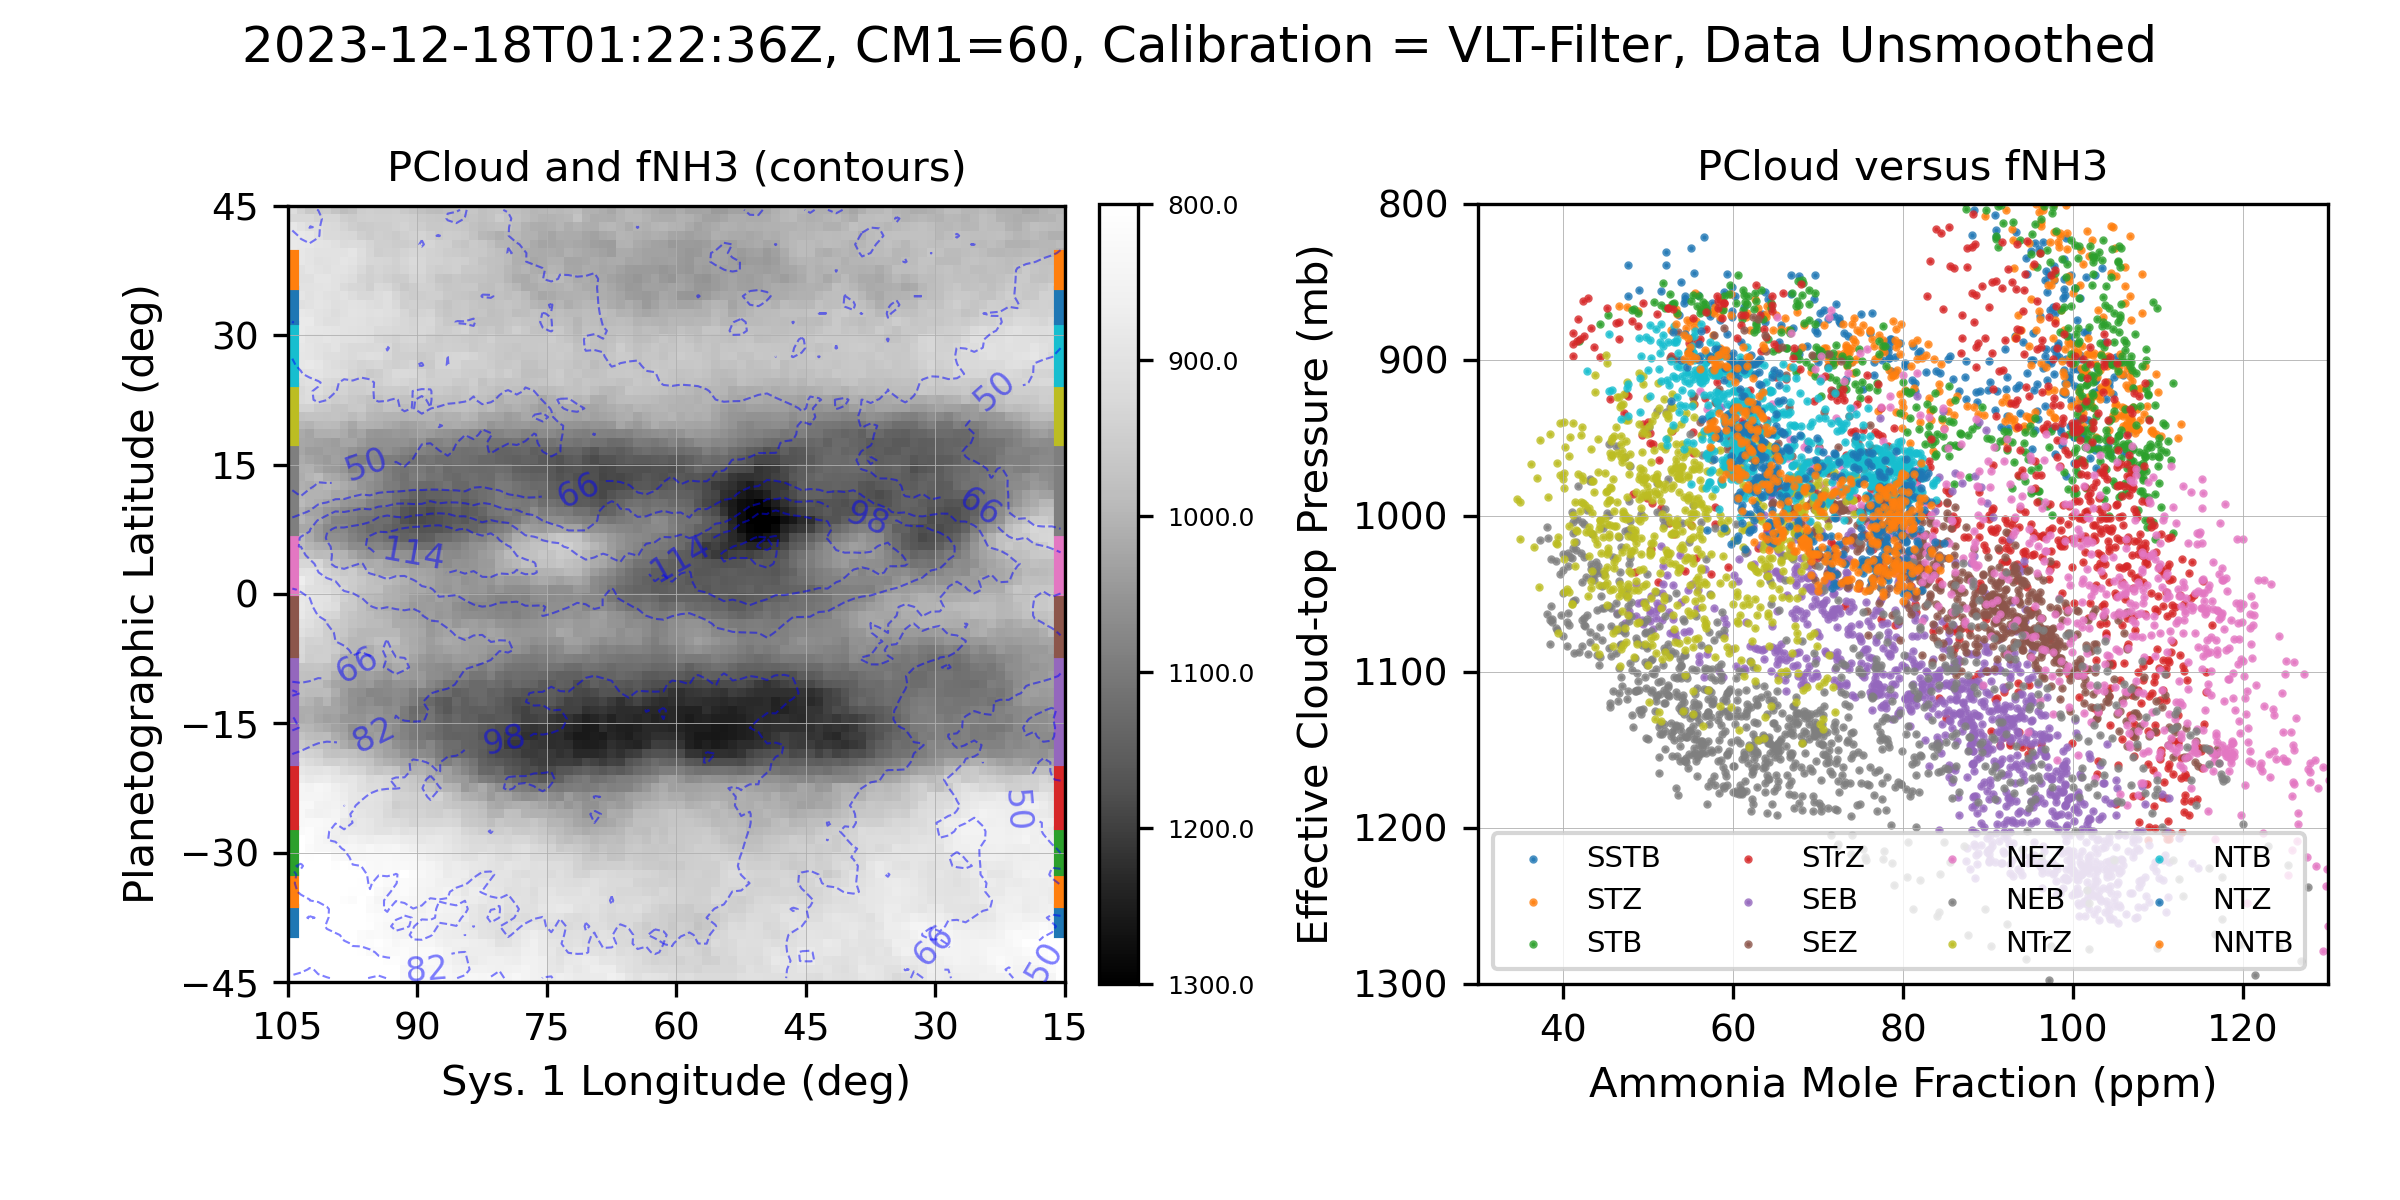 2023-12-18T01:22:36Z, CM1=60, Calibration = VLT-Filter, Data Unsmoothed
PCloud and fNH3 (contours)
45
30
15
0
−15
−30
−45
Planetographic Latitude (deg)
105 90 75 60 45 30 15
Sys. 1 Longitude (deg)
50
50
66
98
66
114
114
66
82
98
50
66
82
50
800.0
900.0
1000.0
1100.0
1200.0
1300.0
PCloud versus fNH3
800
900
1000
1100
1200
1300
Effective Cloud-top Pressure (mb)
40 60 80 100 120
Ammonia Mole Fraction (ppm)
SSTB STrZ NEZ NTB
STZ SEB NEB NTZ
STB SEZ NTrZ NNTB